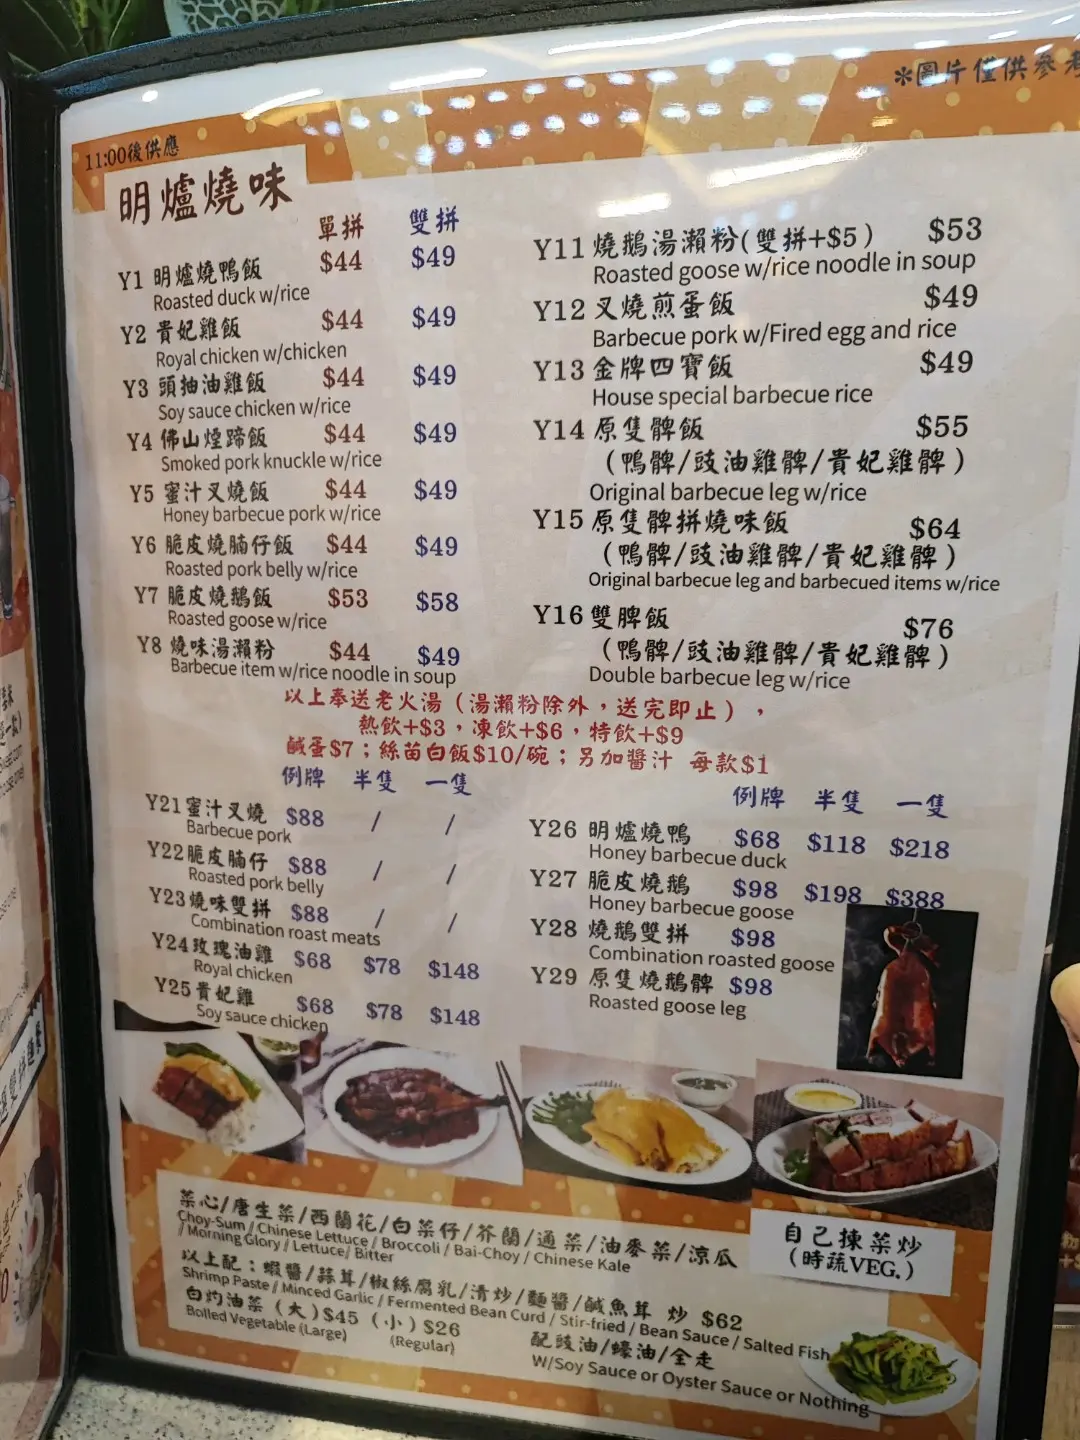 *圖片僅供參考
11:00後供應
明爐燒味
單拼 雙拼
Y1 明爐燒鴨飯 $44 $49
Roasted duck w/rice
Y2 貴妃雞飯 $44 $49
Royal chicken w/chicken
Y3 頭抽油雞飯 $44 $49
Soy sauce chicken w/rice
Y4 佛山燻蹄飯 $44 $49
Smoked pork knuckle w/rice
Y5 蜜汁叉燒飯 $44 $49
Honey barbecue pork w/rice
Y6 脆皮燒腩仔飯 $44 $49
Roasted pork belly w/rice
Y7 脆皮燒鵝飯 $53 $58
Roasted goose w/rice
Y8 燒味湯瀨粉 $44 $49
Barbecue item w/rice noodle in soup
Y11 燒鵝湯瀨粉(雙拼+$5) $53
Roasted goose w/rice noodle in soup
Y12 叉燒煎蛋飯 $49
Barbecue pork w/Fired egg and rice
Y13 金牌四寶飯 $49
House special barbecue rice
Y14 原隻髀飯 $55
(鴨髀/豉油雞髀/貴妃雞髀)
Original barbecue leg w/rice
Y15 原隻髀拼燒味飯 $64
(鴨髀/豉油雞髀/貴妃雞髀)
Original barbecue leg and barbecued items w/rice
Y16 雙脾飯 $76
(鴨髀/豉油雞髀/貴妃雞髀)
Double barbecue leg w/rice
以上奉送老火湯(湯瀨粉除外,送完即止),
熱飲+$3,凍飲+$6,特飲+$9
鹹蛋$7;絲苗白飯$10/碗;另加醬汁 每款$1
例牌 半隻 一隻
Y21 蜜汁叉燒 $88 / /
Barbecue pork
Y22 脆皮腩仔 $88 / /
Roasted pork belly
Y23 燒味雙拼 $88 / /
Combination roast meats
Y24 玫瑰油雞 $68 $78 $148
Royal chicken
Y25 貴妃雞 $68 $78 $148
Soy sauce chicken
例牌 半隻 一隻
Y26 明爐燒鴨 $68 $118 $218
Honey barbecue duck
Y27 脆皮燒鵝 $98 $198 $388
Honey barbecue goose
Y28 燒鵝雙拼 $98
Combination roasted goose
Y29 原隻燒鵝髀 $98
Roasted goose leg
自己揀菜炒
(時蔬VEG.)
菜心/唐生菜/西蘭花/白菜仔/芥蘭/通菜/油麥菜/涼瓜
Choy-Sum / Chinese Lettuce / Broccoli / Bai-Choy / Chinese Kale
/ Morning Glory / Lettuce/ Bitter
以上配:蝦醬/蒜茸/椒絲腐乳/清炒/麵醬/鹹魚茸 炒 $62
Shrimp Paste / Minced Garlic / Fermented Bean Curd / Stir-fried / Bean Sauce / Salted Fish
白灼油菜(大)$45 (小)$26
Boiled Vegetable (Large) (Regular)
配豉油/蠔油/全走
W/Soy Sauce or Oyster Sauce or Nothing